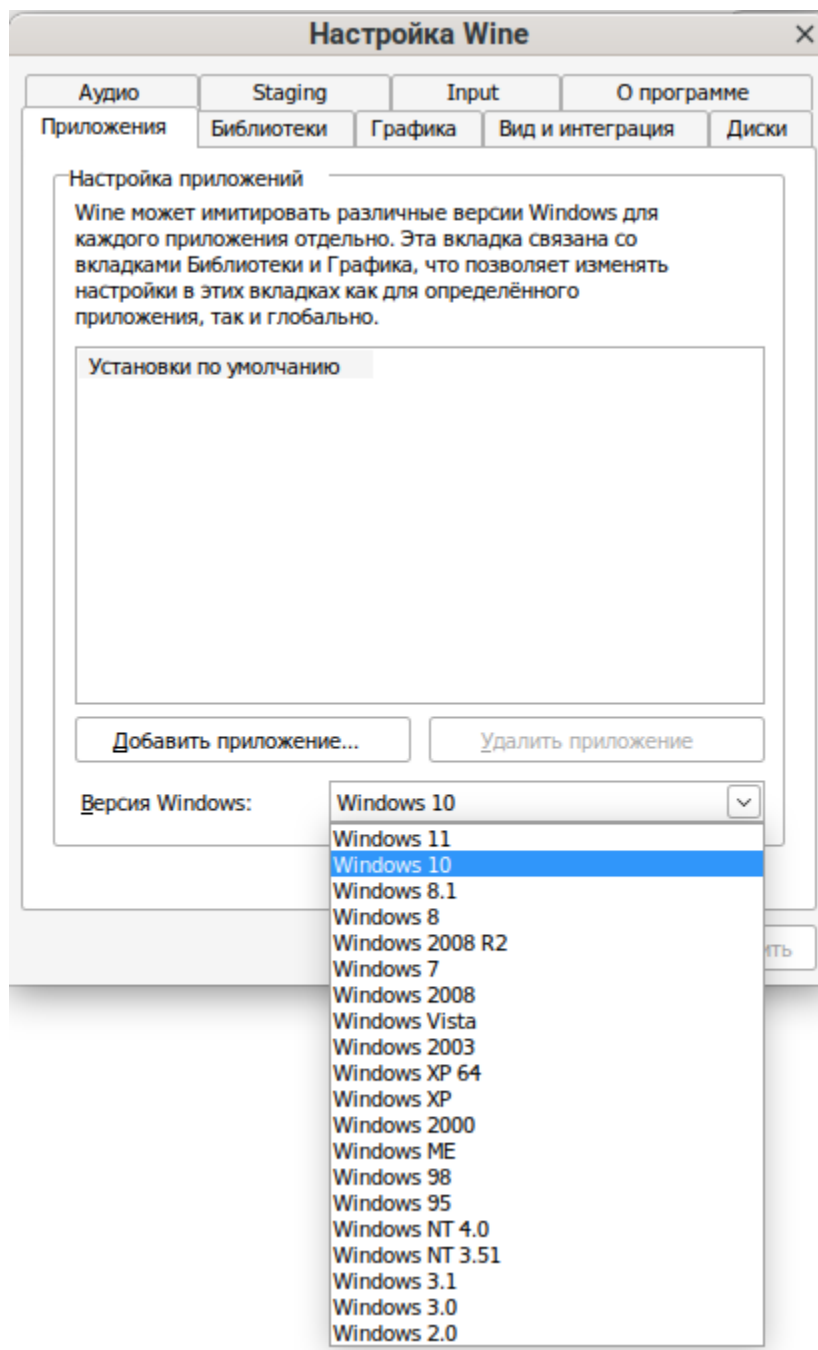 Настройка Wine
Аудио
Staging
Input
О программе
Приложения
Библиотеки
Графика
Вид и интеграция
Диски
Настройка приложений
Wine может имитировать различные версии Windows для
каждого приложения отдельно. Эта вкладка связана со
вкладками Библиотеки и Графика, что позволяет изменять
настройки в этих вкладках как для определённого
приложения, так и глобально.
Установки по умолчанию
Добавить приложение...
Удалить приложение
Версия Windows:
Windows 10
Windows 11
Windows 10
Windows 8.1
Windows 8
Windows 2008 R2
Windows 7
Windows 2008
Windows Vista
Windows 2003
Windows XP 64
Windows XP
Windows 2000
Windows ME
Windows 98
Windows 95
Windows NT 4.0
Windows NT 3.51
Windows 3.1
Windows 3.0
Windows 2.0